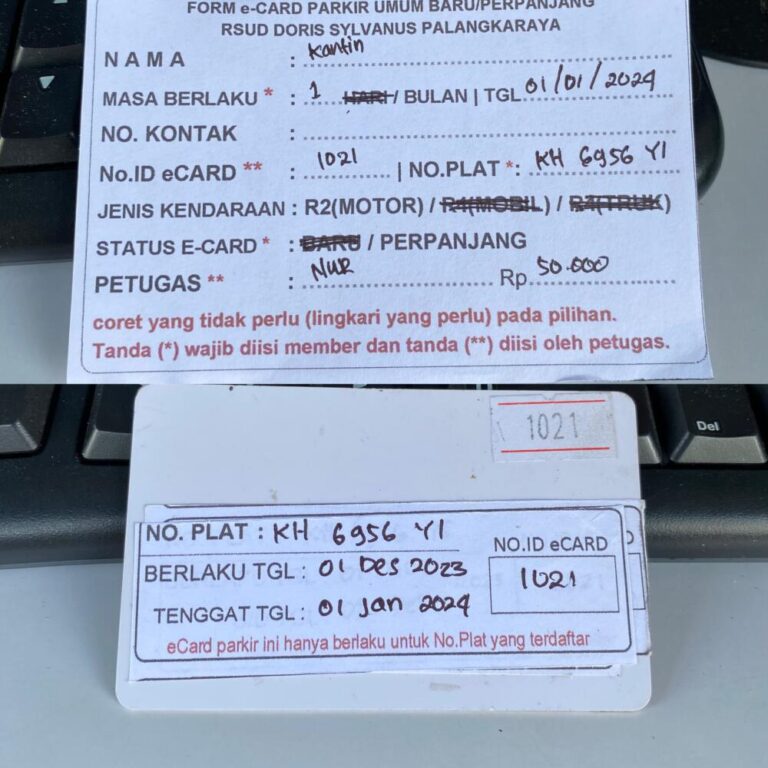 FORM e-CARD PARKIR UMUM BARU/PERPANJANG
RSUD DORIS SYLVANUS PALANGKARAYA
NAMA : Kantin
MASA BERLAKU * : 1 HARI / BULAN | TGL 01/01/2024
NO. KONTAK :
No.ID eCARD ** : 1021 | NO.PLAT *: KH 6956 YI
JENIS KENDARAAN : R2(MOTOR) / R4(MOBIL) / R4(TRUK)
STATUS E-CARD * : BARU / PERPANJANG
PETUGAS ** : NUR Rp 50.000
coret yang tidak perlu (lingkari yang perlu) pada pilihan.
Tanda (*) wajib diisi member dan tanda (**) diisi oleh petugas.
Del
1021
NO. PLAT : KH 6956 YI
NO.ID eCARD
BERLAKU TGL : 01 Des 2023
1021
TENGGAT TGL : 01 jan 2024
eCard parkir ini hanya berlaku untuk No.Plat yang terdaftar